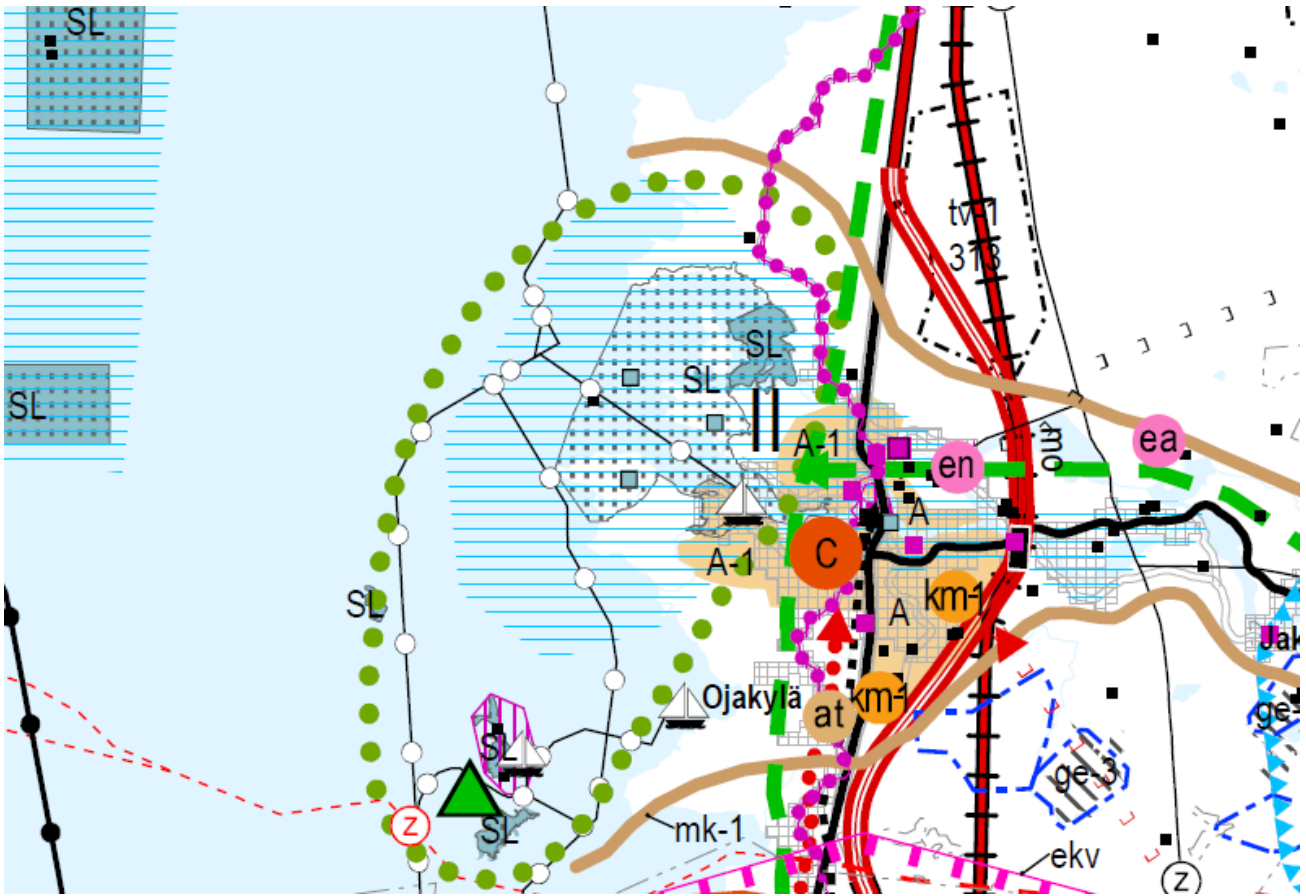 SL
tv-1
313
SL
SL
SL
A-1
mo
ea
en
A
C
A-1
km-1
SL
A
Jak
Ojakylä
at
km-1
ge-
SL
ge-3
z
SL
mk-1
ekv
z